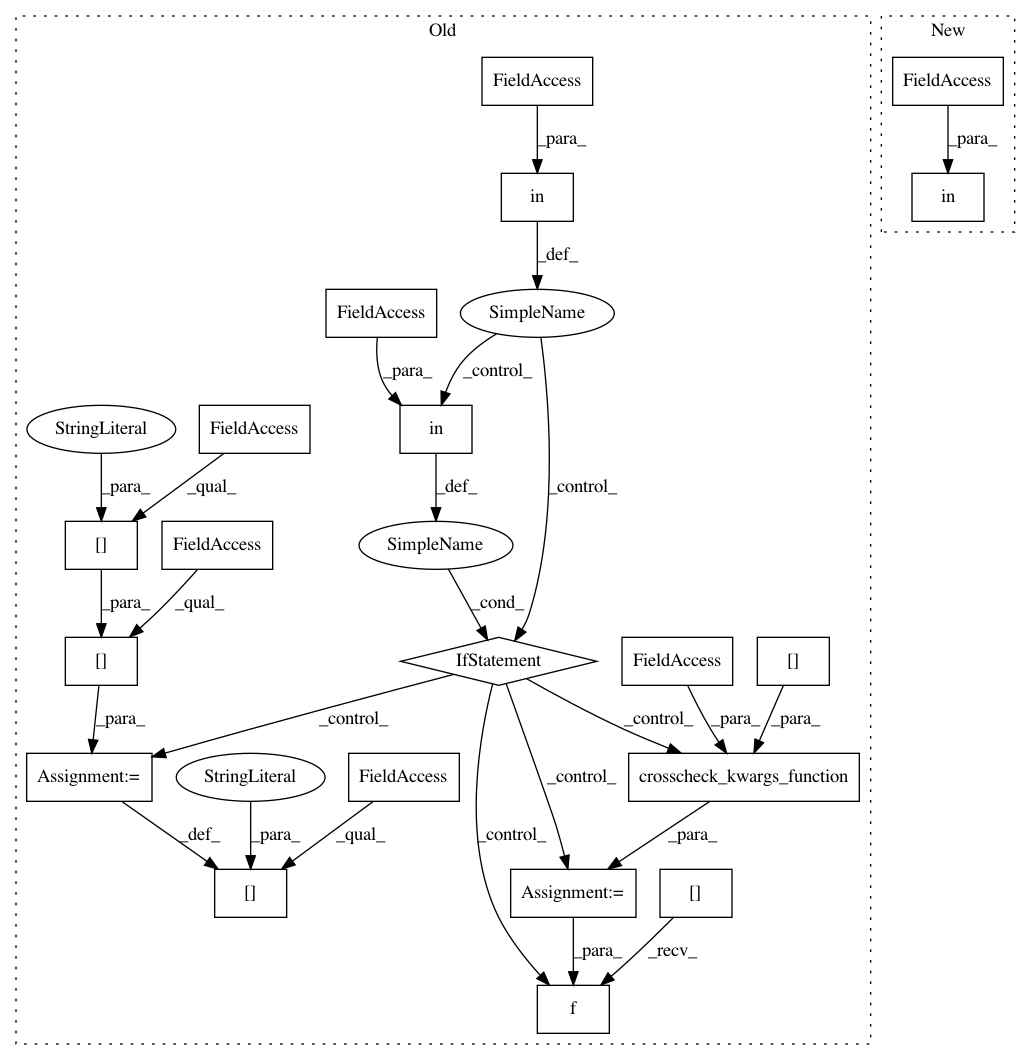 Old
New
FieldAccess
FieldAccess
_para_
_para_
in
in
_def_
FieldAccess
SimpleName
_para_
_control_
StringLiteral
FieldAccess
in
_para_
_qual_
_def_
_control_
[]
FieldAccess
SimpleName
_para_
_qual_
_cond_
[]
IfStatement
FieldAccess
[]
_para_
_control_
_control_
_para_
_para_
Assignment:=
StringLiteral
FieldAccess
_control_
crosscheck_kwargs_function
_def_
_para_
_qual_
_control_
_para_
[]
Assignment:=
[]
_para_
_recv_
f